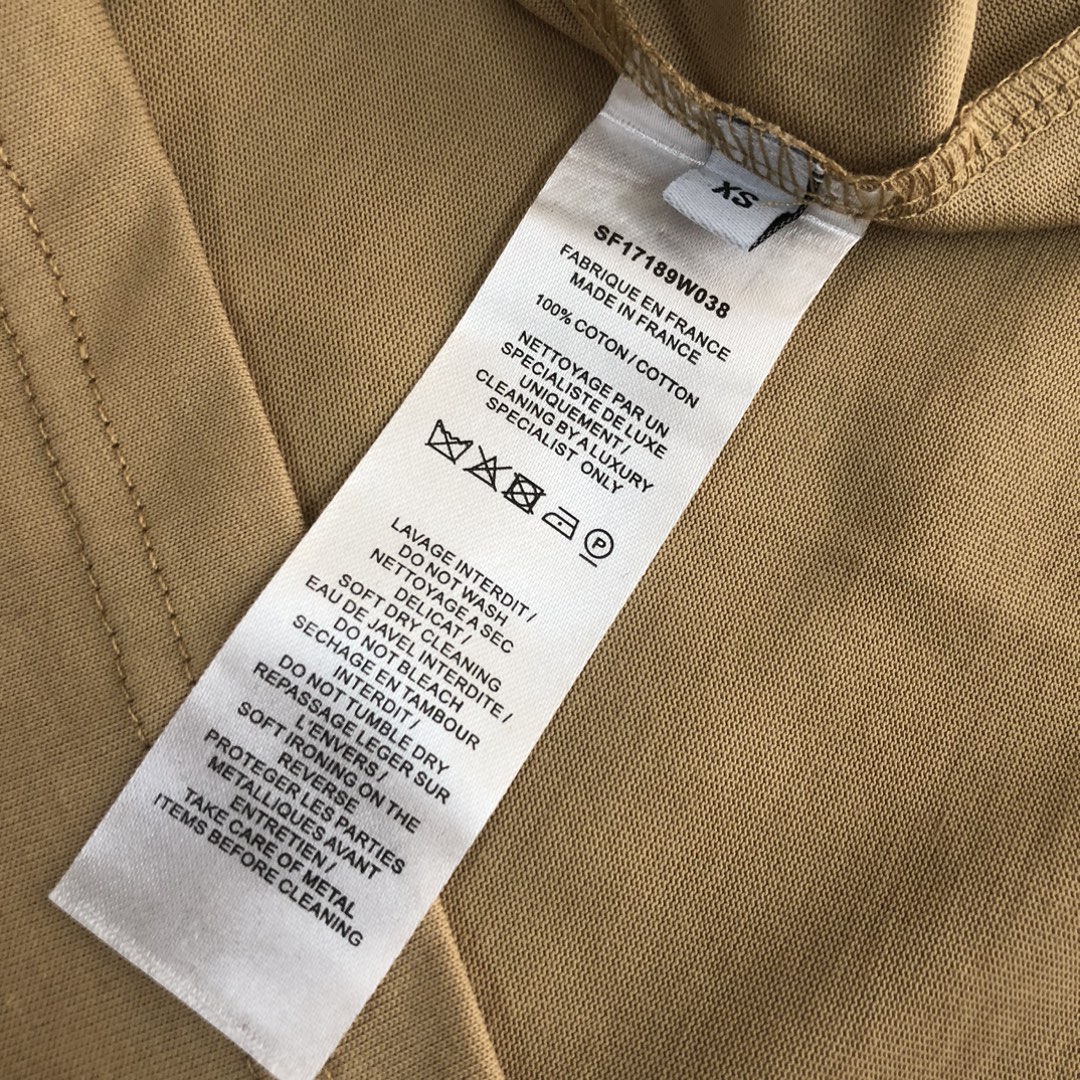 XS
SF17189W038
FABRIQUE EN FRANCE
MADE IN FRANCE
100% COTON / COTTON
NETTOYAGE PAR UN
SPECIALISTE DE LUXE
UNIQUEMENT /
CLEANING BY A LUXURY
SPECIALIST ONLY
P
LAVAGE INTERDIT /
DO NOT WASH
NETTOYAGE A SEC
DELICAT /
SOFT DRY CLEANING
EAU DE JAVEL INTERDITE /
DO NOT BLEACH
SECHAGE EN TAMBOUR
INTERDIT /
DO NOT TUMBLE DRY
REPASSAGE LEGER SUR
L'ENVERS /
SOFT IRONING ON THE
REVERSE
PROTEGER LES PARTIES
METALLIQUES AVANT
ENTRETIEN /
TAKE CARE OF METAL
ITEMS BEFORE CLEANING